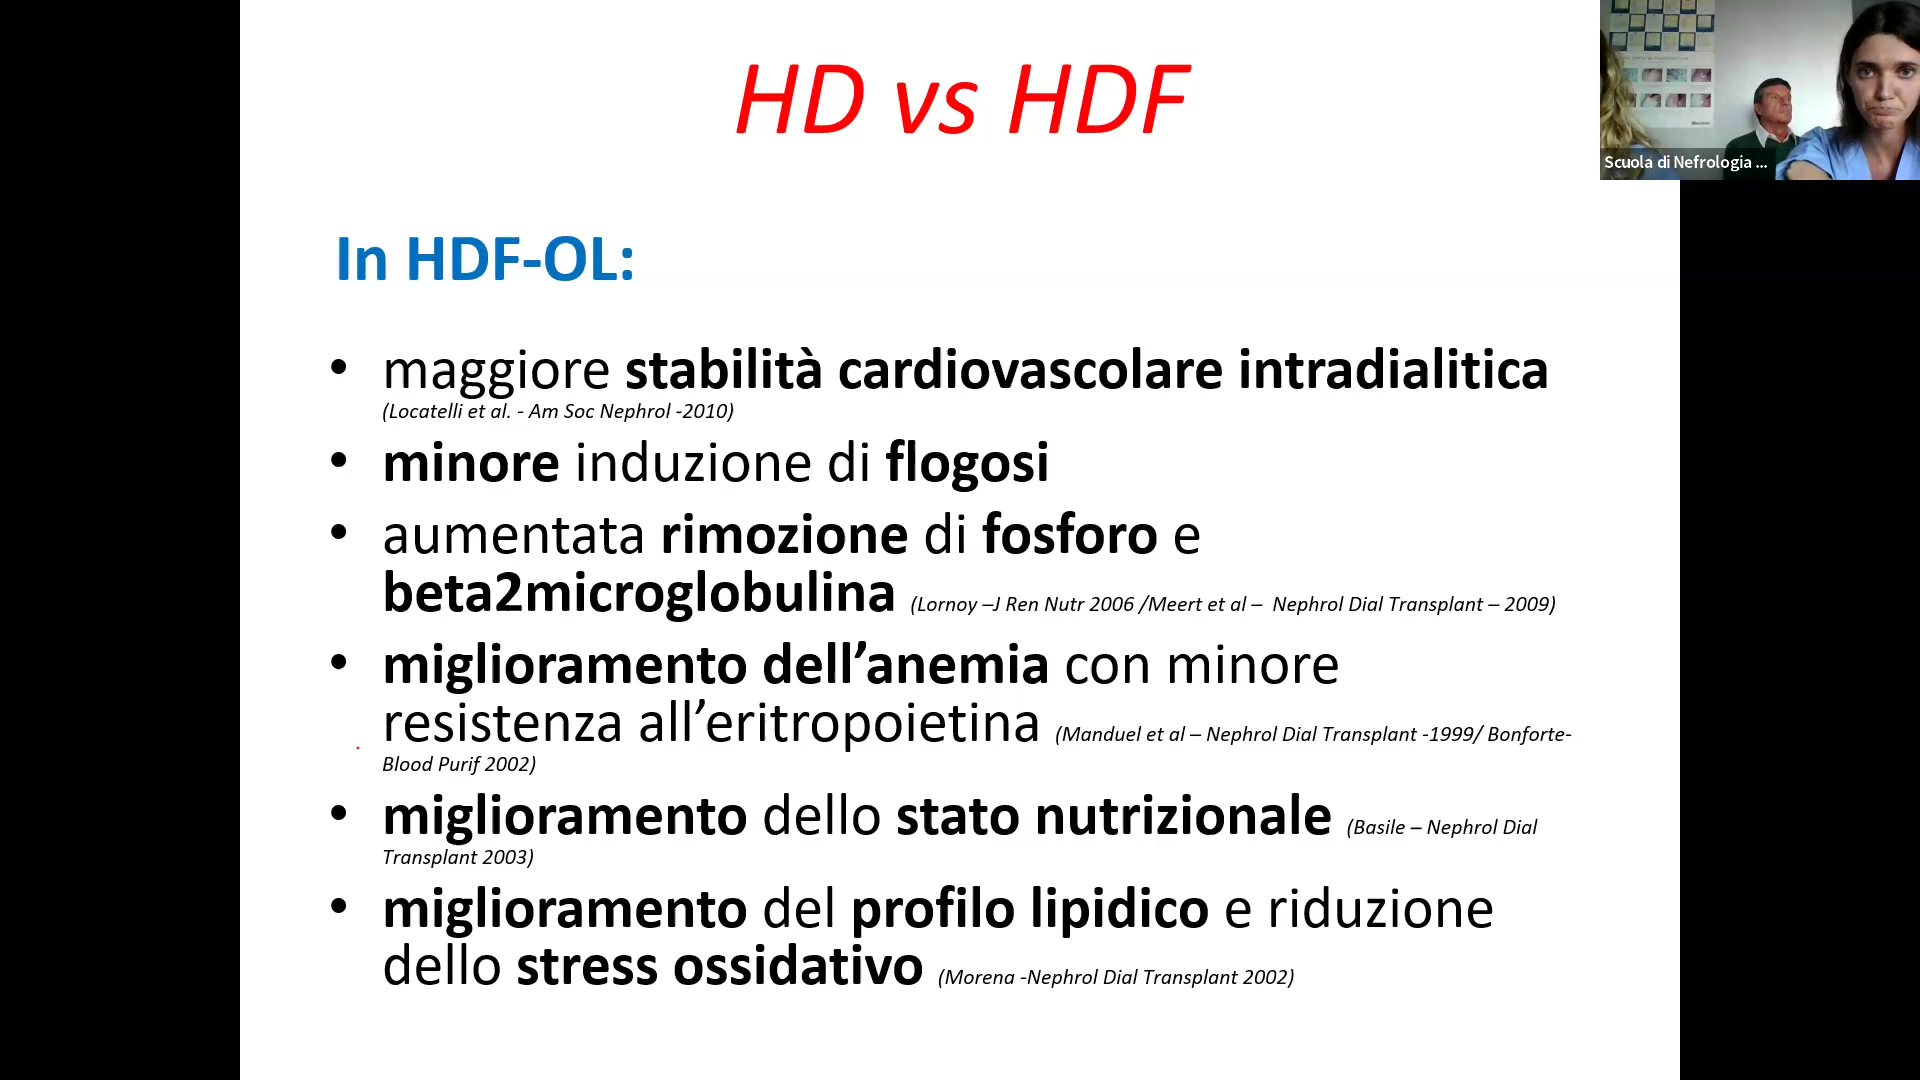 HD vs HDF
Scuola di Nefrologia ...
In HDF-OL:
• maggiore stabilità cardiovascolare intradialitica
(Locatelli et al. - Am Soc Nephrol -2010)
• minore induzione di flogosi
• aumentata rimozione di fosforo e
beta2microglobulina (Lornoy –J Ren Nutr 2006 /Meert et al – Nephrol Dial Transplant – 2009)
• miglioramento dell’anemia con minore
resistenza all’eritropoietina (Manduel et al – Nephrol Dial Transplant -1999/ Bonforte-
Blood Purif 2002)
• miglioramento dello stato nutrizionale (Basile – Nephrol Dial
Transplant 2003)
• miglioramento del profilo lipidico e riduzione
dello stress ossidativo (Morena -Nephrol Dial Transplant 2002)